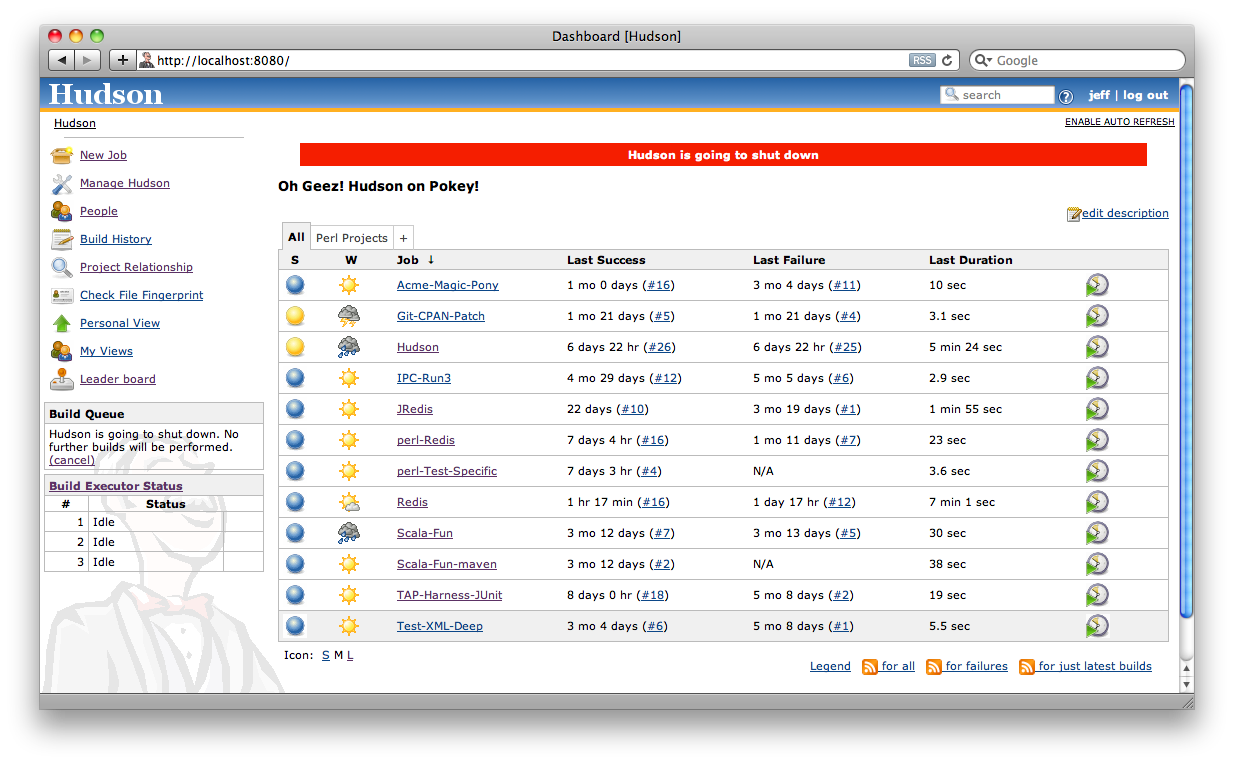 Dashboard [Hudson]
http://localhost:8080/ RSS Google
Hudson search jeff | log out
Hudson ENABLE AUTO REFRESH
New Job
Manage Hudson
People
Build History
Project Relationship
Check File Fingerprint
Personal View
My Views
Leader board
Build Queue
Hudson is going to shut down. No
further builds will be performed.
(cancel)
Build Executor Status
# Status
1 Idle
2 Idle
3 Idle
Hudson is going to shut down
Oh Geez! Hudson on Pokey!
edit description
All Perl Projects +
S W Job ↓ Last Success Last Failure Last Duration
Acme-Magic-Pony 1 mo 0 days (#16) 3 mo 4 days (#11) 10 sec
Git-CPAN-Patch 1 mo 21 days (#5) 1 mo 21 days (#4) 3.1 sec
Hudson 6 days 22 hr (#26) 6 days 22 hr (#25) 5 min 24 sec
IPC-Run3 4 mo 29 days (#12) 5 mo 5 days (#6) 2.9 sec
JRedis 22 days (#10) 3 mo 19 days (#1) 1 min 55 sec
perl-Redis 7 days 4 hr (#16) 1 mo 11 days (#7) 23 sec
perl-Test-Specific 7 days 3 hr (#4) N/A 3.6 sec
Redis 1 hr 17 min (#16) 1 day 17 hr (#12) 7 min 1 sec
Scala-Fun 3 mo 12 days (#7) 3 mo 13 days (#5) 30 sec
Scala-Fun-maven 3 mo 12 days (#2) N/A 38 sec
TAP-Harness-JUnit 8 days 0 hr (#18) 5 mo 8 days (#2) 19 sec
Test-XML-Deep 3 mo 4 days (#6) 5 mo 8 days (#1) 5.5 sec
Icon: S M L
Legend for all for failures for just latest builds